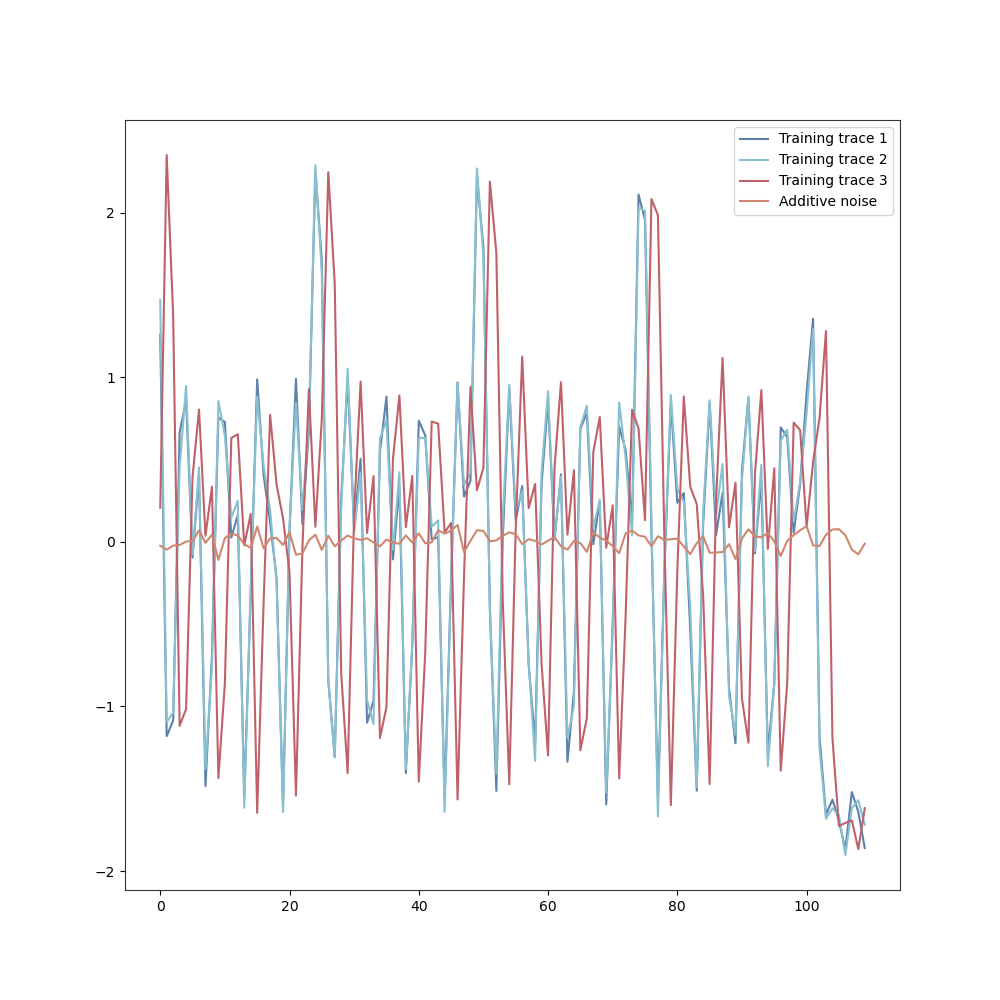 Training trace 1
Training trace 2
Training trace 3
Additive noise
2
1
0
−1
−2
0 20 40 60 80 100